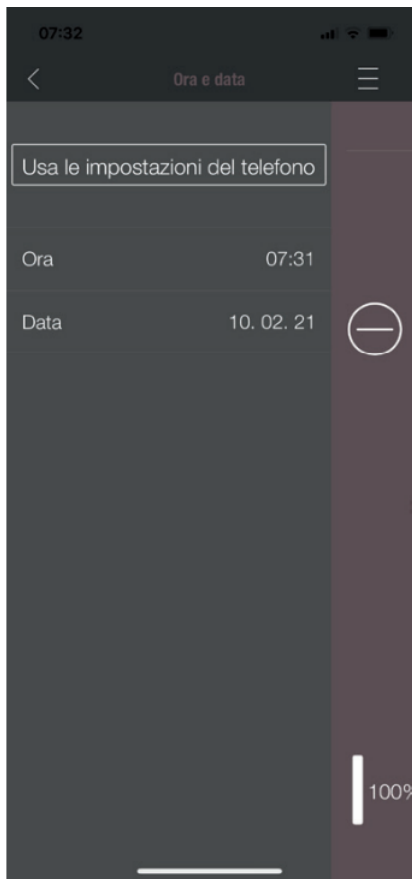 07:32
Ora e data
Usa le impostazioni del telefono
Ora 07:31
Data 10. 02. 21
100%